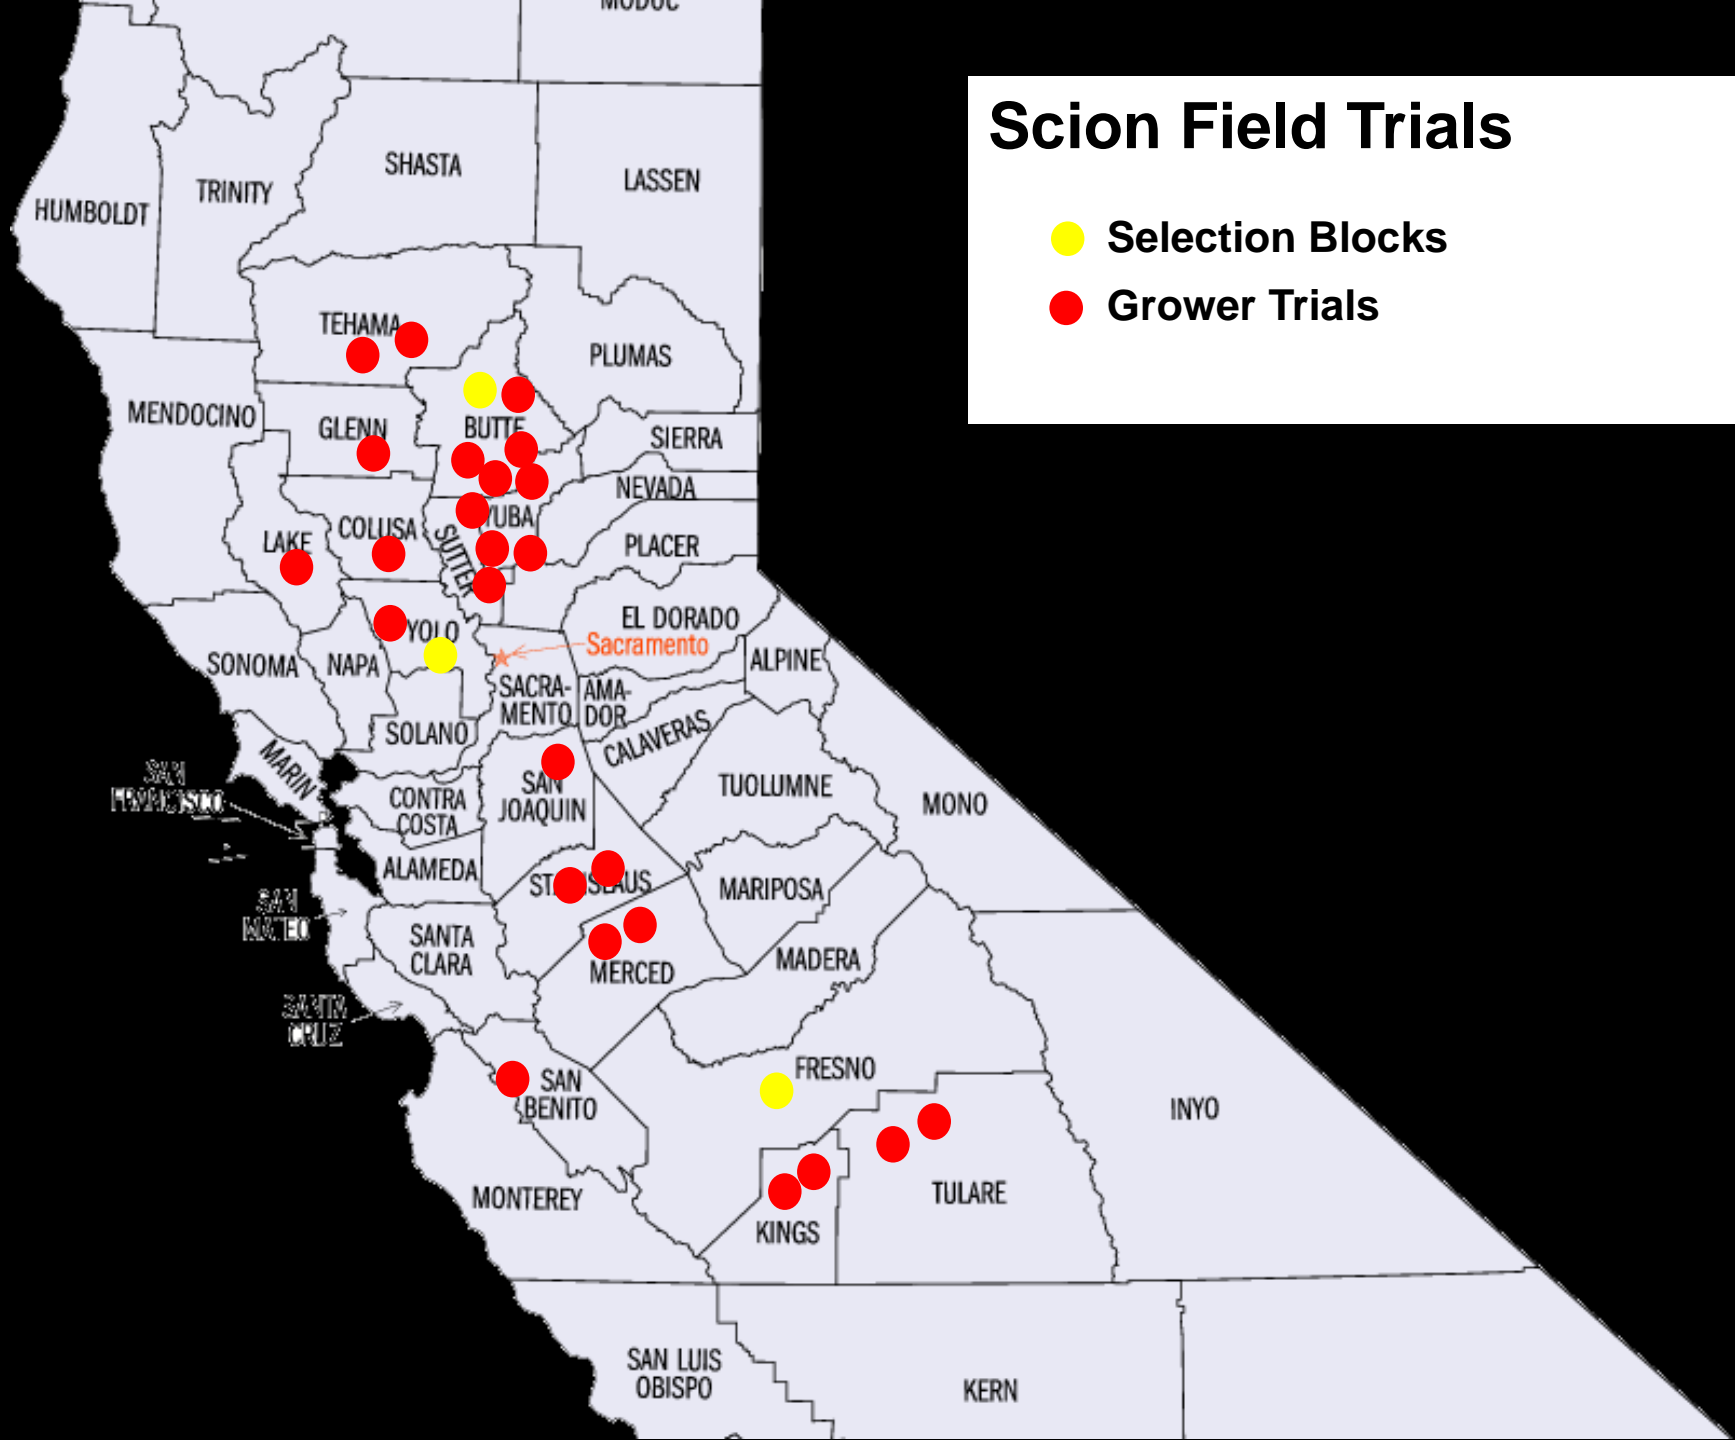 MODOC
Scion Field Trials
SHASTA
LASSEN
TRINITY
HUMBOLDT
Selection Blocks
Grower Trials
TEHAMA
PLUMAS
MENDOCINO
GLENN
BUTTE
SIERRA
NEVADA
COLUSA
YUBA
SUTTER
LAKE
PLACER
EL DORADO
YOLO
Sacramento
SONOMA
NAPA
ALPINE
SACRA-
MENTO
AMA-
DOR
SOLANO
CALAVERAS
MARIN
SAN
FRANCISCO
TUOLUMNE
SAN
JOAQUIN
CONTRA
COSTA
MONO
ALAMEDA
STANISLAUS
MARIPOSA
SAN
MATEO
SANTA
CLARA
MERCED
MADERA
SANTA
CRUZ
FRESNO
SAN
BENITO
INYO
MONTEREY
TULARE
KINGS
SAN LUIS
OBISPO
KERN